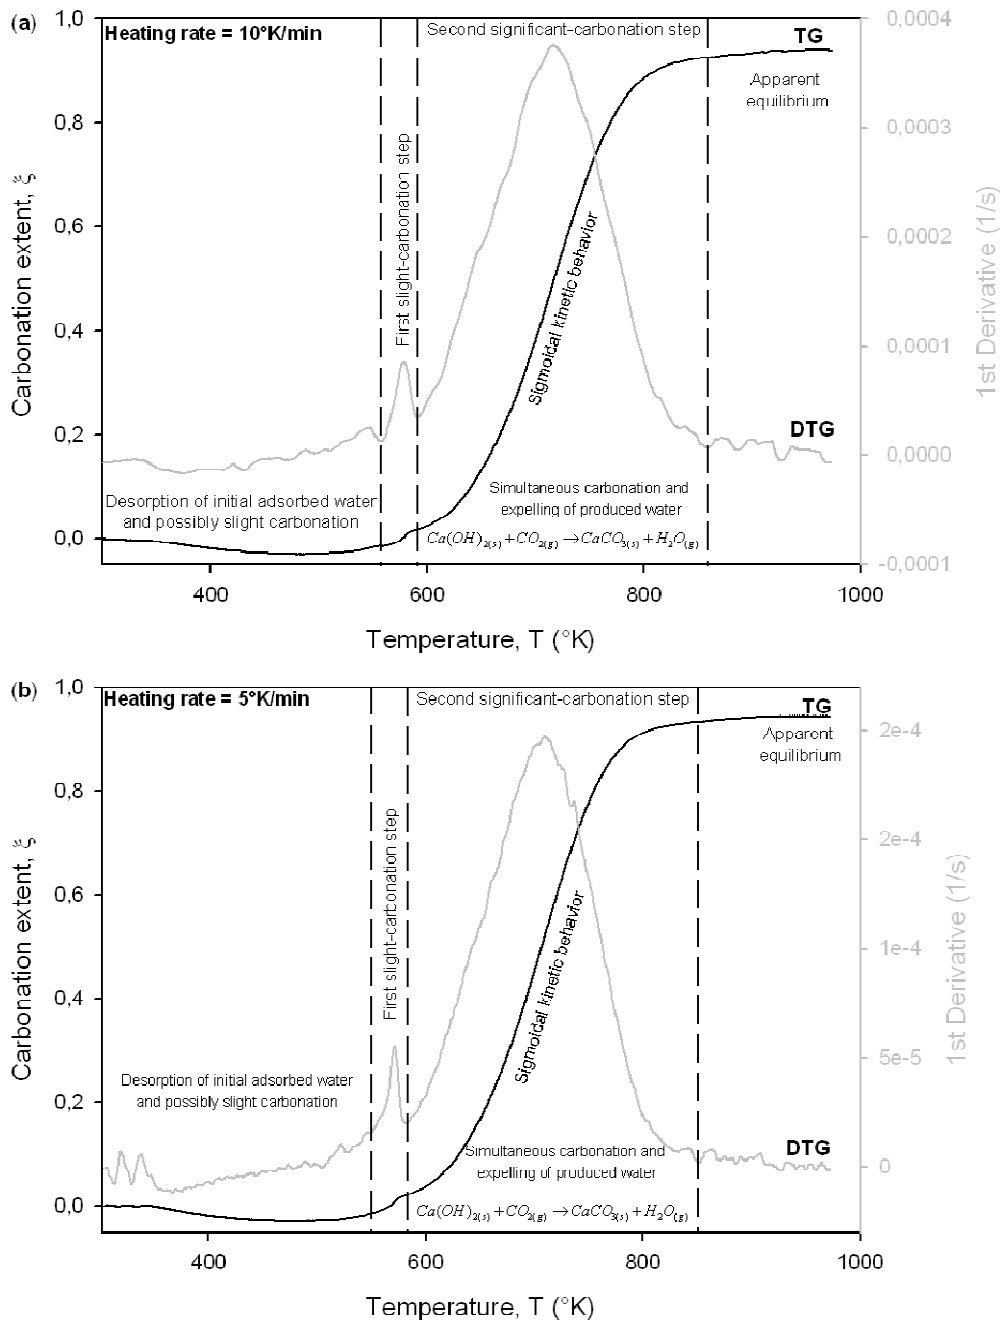 (a)
Heating rate = 10°K/min
Second significant-carbonation step
TG
Apparent
equilibrium
First slight-carbonation step
Sigmoidal kinetic behavior
DTG
Desorption of initial adsorbed water
and possibly slight carbonation
Simultaneous carbonation and
expelling of produced water
Ca(OH)2(s)+CO2(g)→CaCO3(s)+H2O(g)
Carbonation extent, ξ
1,0
0,8
0,6
0,4
0,2
0,0
0,0004
0,0003
0,0002
0,0001
0,0000
-0,0001
1st Derivative (1/s)
400
600
800
1000
Temperature, T (°K)
(b)
Heating rate = 5°K/min
Second significant-carbonation step
TG
Apparent
equilibrium
First slight-carbonation step
Sigmoidal kinetic behavior
Desorption of initial adsorbed water
and possibly slight carbonation
DTG
Simultaneous carbonation and
expelling of produced water
Ca(OH)2(s)+CO2(g)→CaCO3(s)+H2O(g)
Carbonation extent, ξ
1,0
0,8
0,6
0,4
0,2
0,0
2e-4
2e-4
1e-4
5e-5
0
1st Derivative (1/s)
400
600
800
1000
Temperature, T (°K)